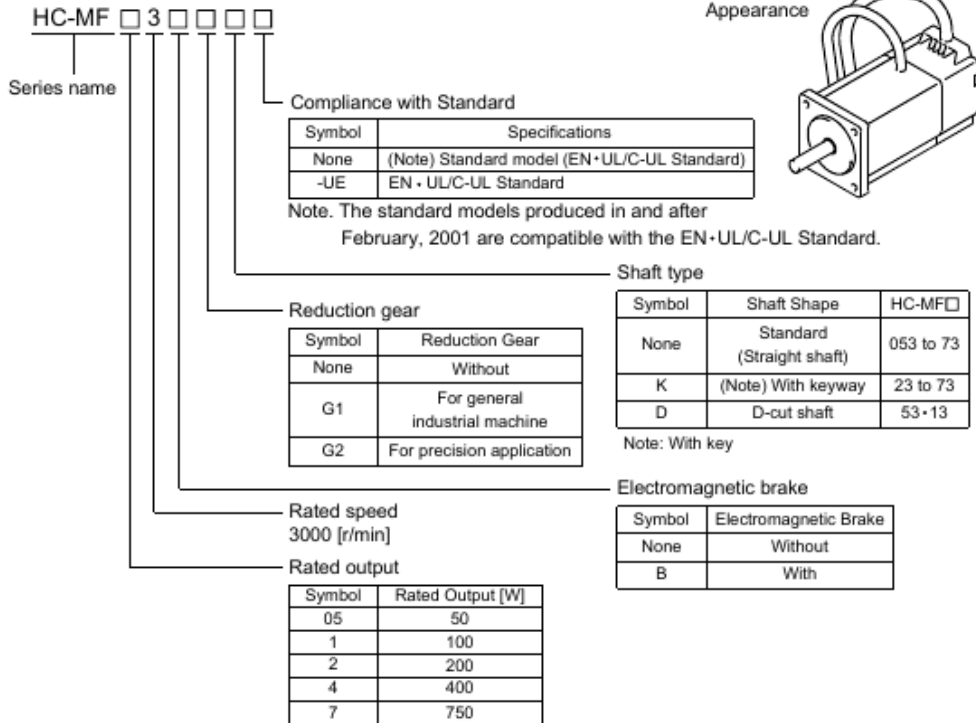 Appearance
HC-MF □ 3 □ □ □ □
Series name
Compliance with Standard
Symbol Specifications
None (Note) Standard model (EN・UL/C-UL Standard)
-UE EN・UL/C-UL Standard
Note. The standard models produced in and after
February, 2001 are compatible with the EN・UL/C-UL Standard.
Shaft type
Symbol Shaft Shape HC-MF□
None Standard (Straight shaft) 053 to 73
K (Note) With keyway 23 to 73
D D-cut shaft 53・13
Note: With key
Reduction gear
Symbol Reduction Gear
None Without
G1 For general industrial machine
G2 For precision application
Electromagnetic brake
Symbol Electromagnetic Brake
None Without
B With
Rated speed
3000 [r/min]
Rated output
Symbol Rated Output [W]
05 50
1 100
2 200
4 400
7 750